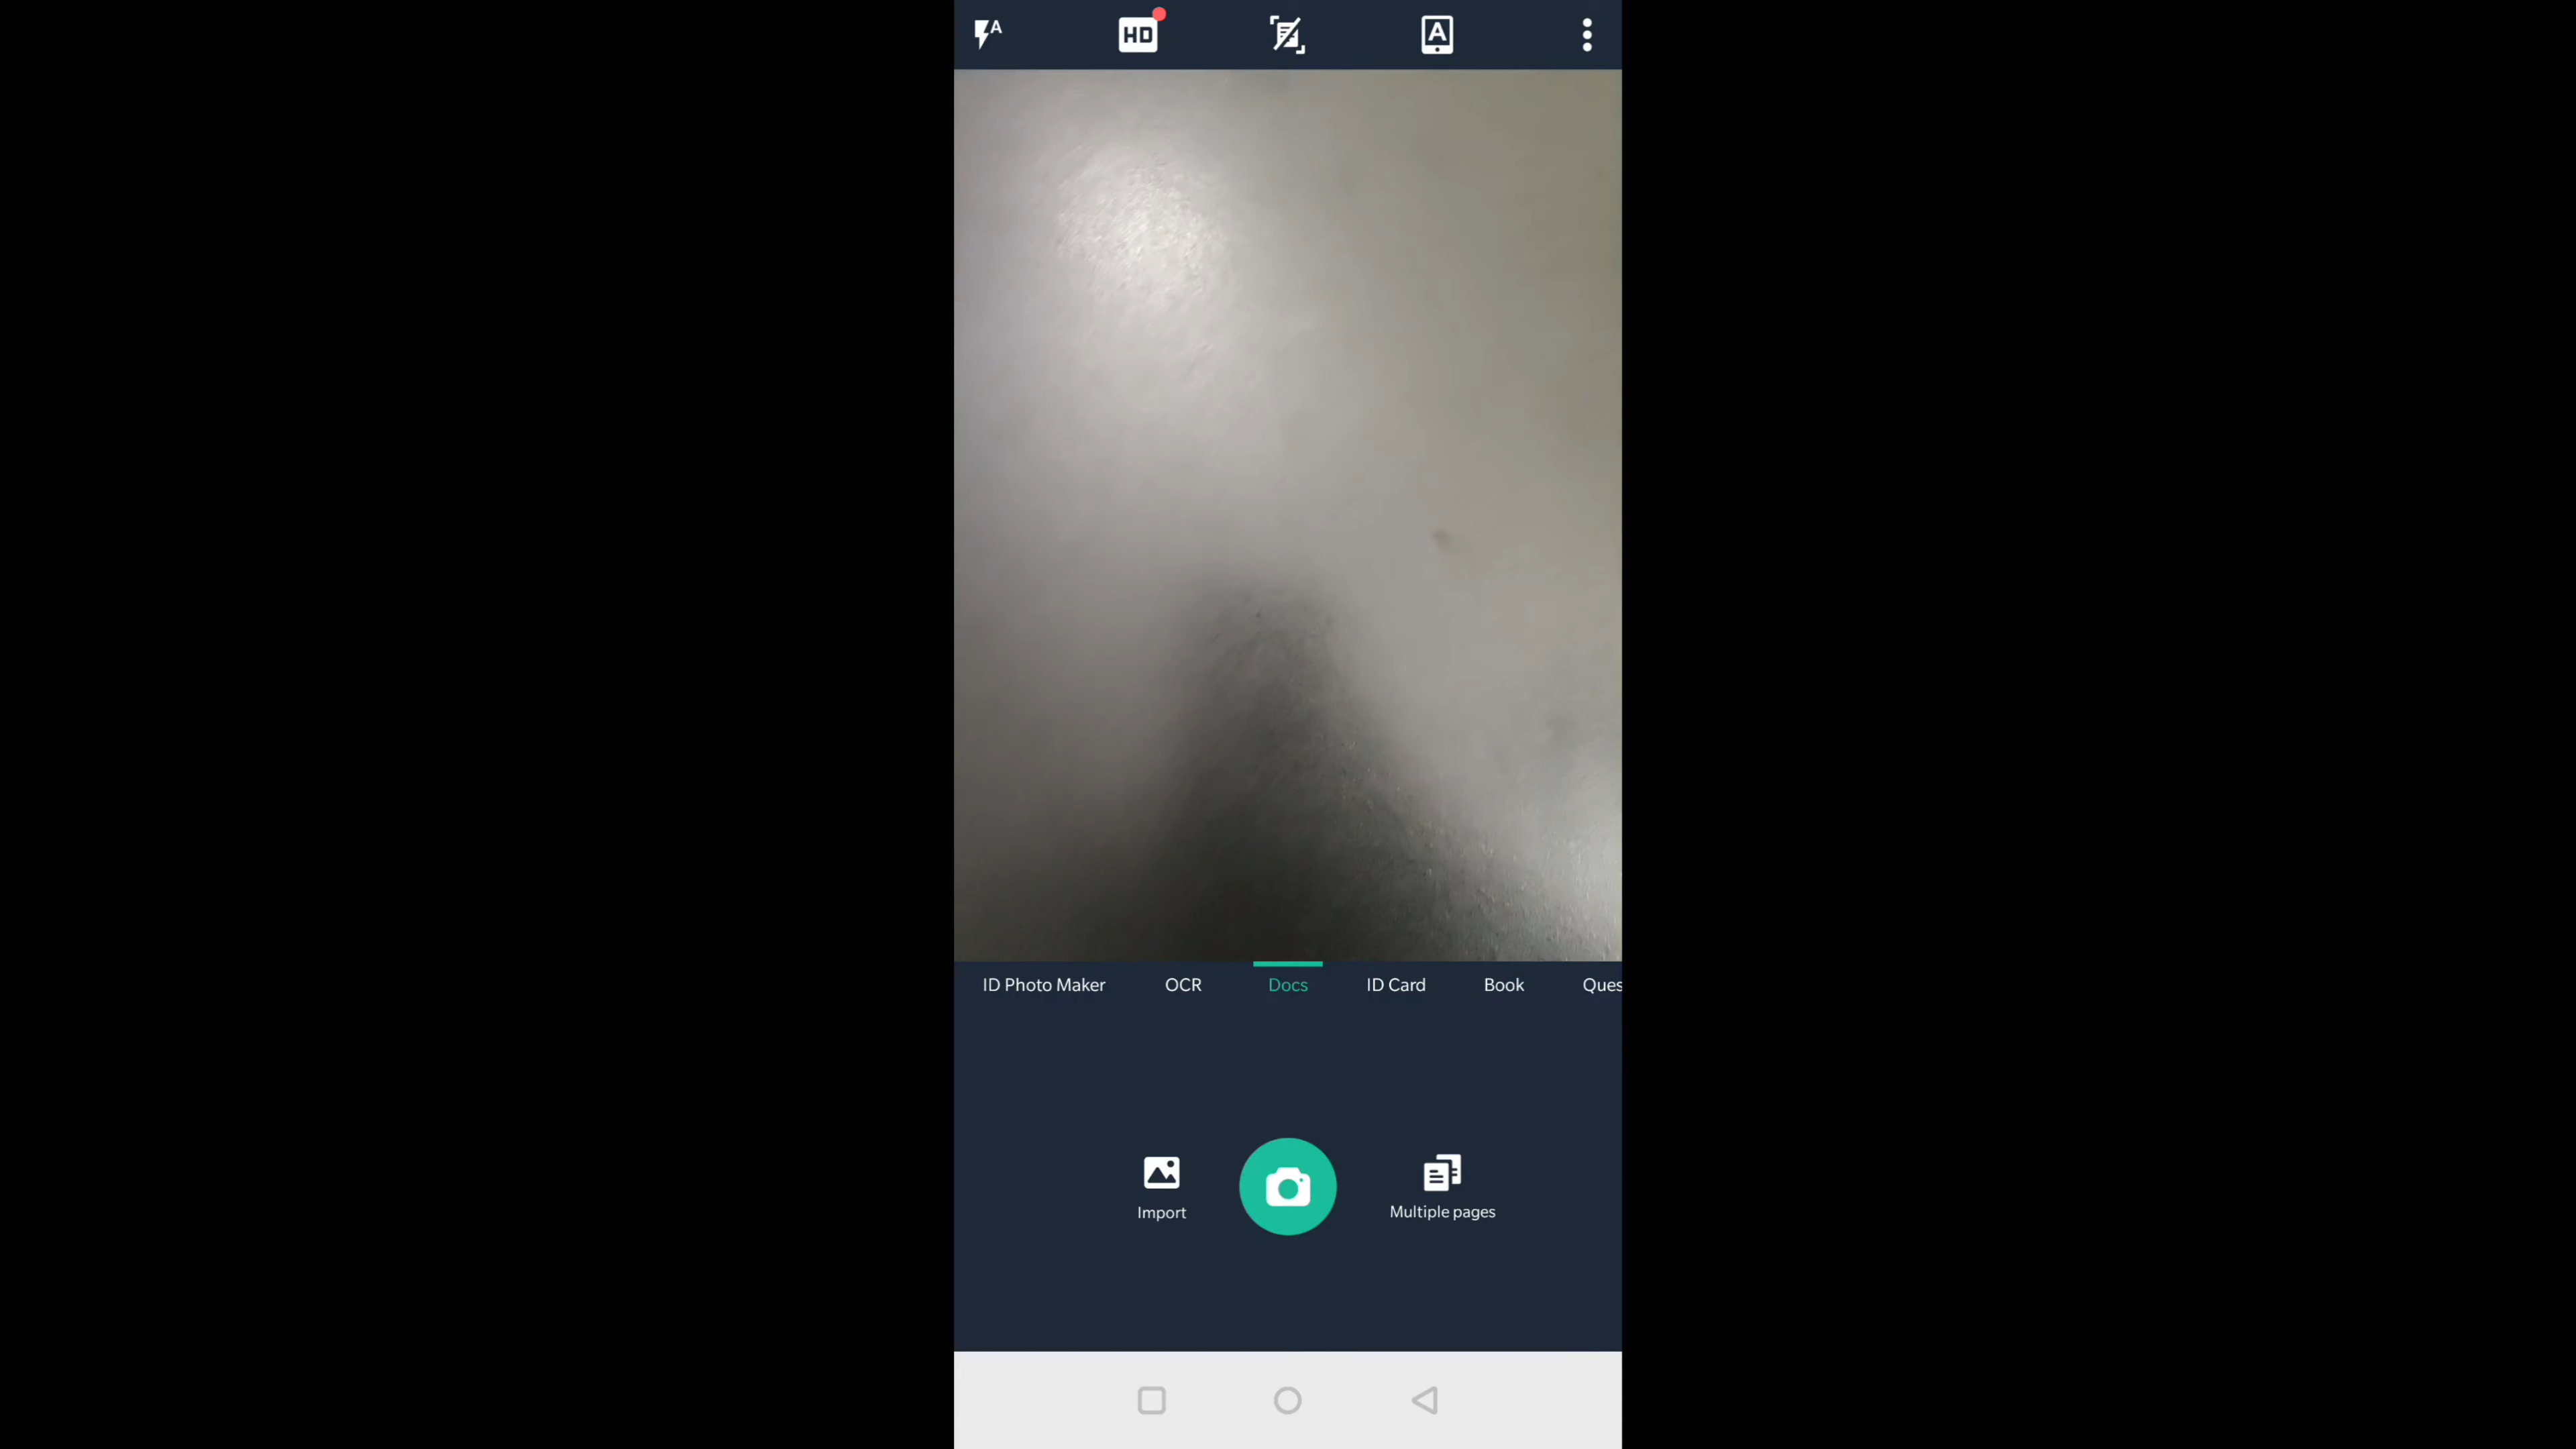 A
HD
A
ID Photo Maker
OCR
Docs
ID Card
Book
Ques
Import
Multiple pages